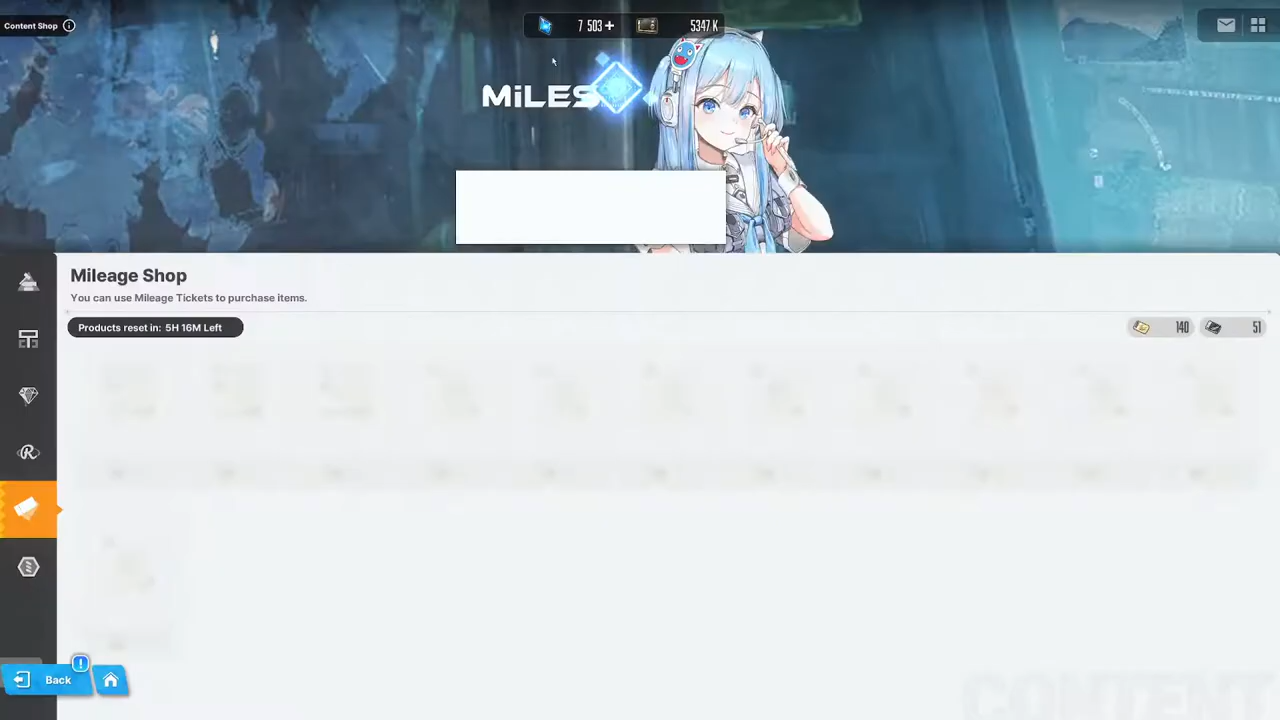 Content Shop
7 503 +
5347 K
MiLES
Mileage Shop
You can use Mileage Tickets to purchase items.
Products reset in: 5H 16M Left
140
51
Back
CONTENT